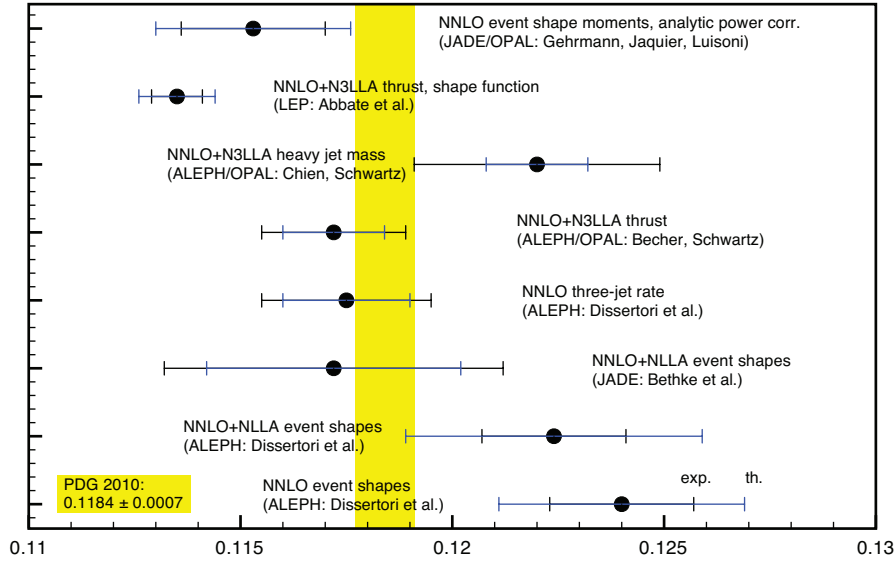 NNLO event shape moments, analytic power corr.
(JADE/OPAL: Gehrmann, Jaquier, Luisoni)
NNLO+N3LLA thrust, shape function
(LEP: Abbate et al.)
NNLO+N3LLA heavy jet mass
(ALEPH/OPAL: Chien, Schwartz)
NNLO+N3LLA thrust
(ALEPH/OPAL: Becher, Schwartz)
NNLO three-jet rate
(ALEPH: Dissertori et al.)
NNLO+NLLA event shapes
(JADE: Bethke et al.)
NNLO+NLLA event shapes
(ALEPH: Dissertori et al.)
exp. th.
PDG 2010:
0.1184 ± 0.0007
NNLO event shapes
(ALEPH: Dissertori et al.)
0.11 0.115 0.12 0.125 0.13